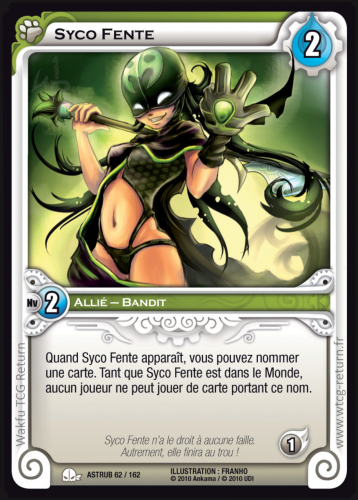 Syco Fente
2
Nv 2 Allié – Bandit
Quand Syco Fente apparaît, vous pouvez nommer
une carte. Tant que Syco Fente est dans le Monde,
aucun joueur ne peut jouer de carte portant ce nom.
Syco Fente n'a le droit à aucune faille.
Autrement, elle finira au trou !
1
ASTRUB 62 / 162
ILLUSTRATION : FRANHO
© 2010 Ankama / © 2010 UDI
Wakfu TCG Return
www.wtcg-return.fr